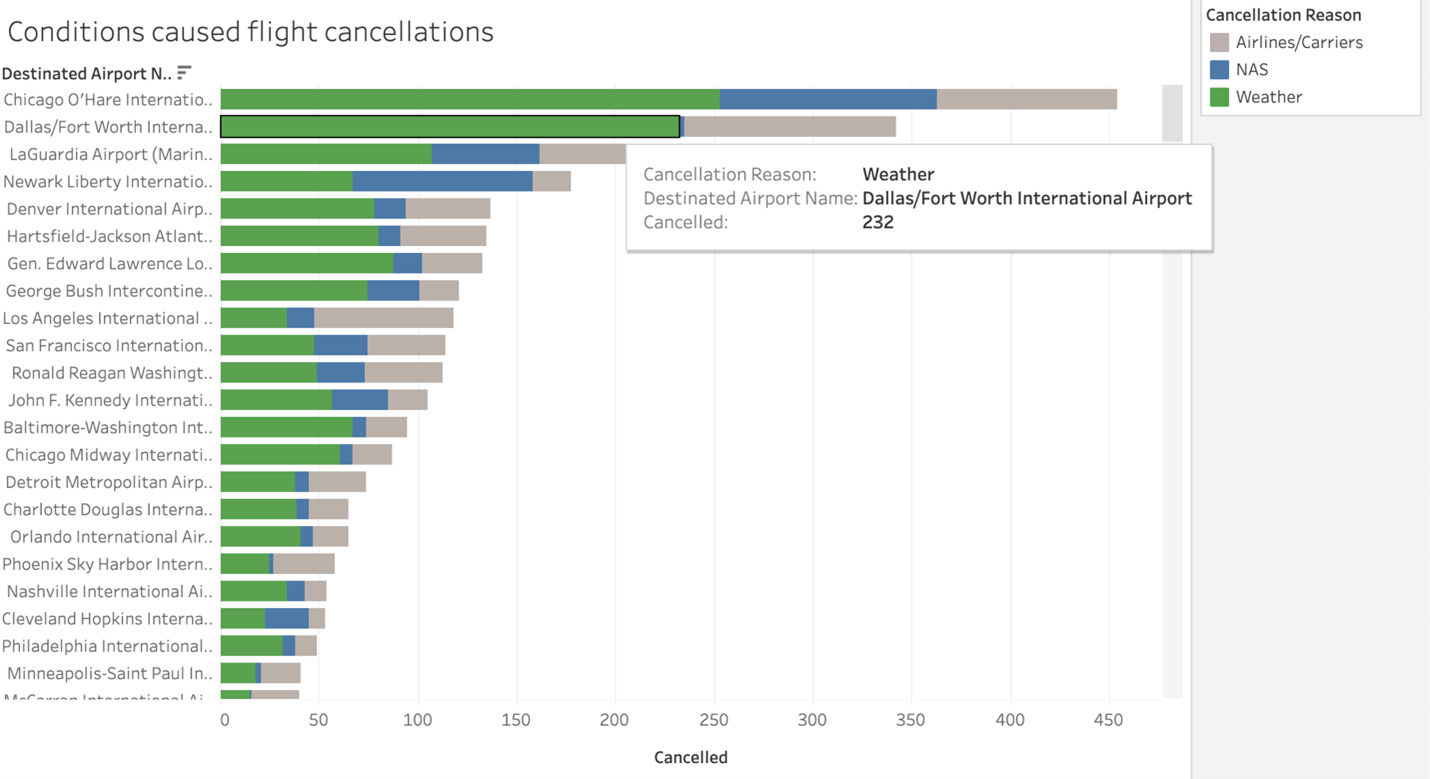 Conditions caused flight cancellations
Destinated Airport N..
Chicago O’Hare Internatio..
Dallas/Fort Worth Interna..
LaGuardia Airport (Marin..
Newark Liberty Internatio..
Denver International Airp..
Hartsfield-Jackson Atlant..
Gen. Edward Lawrence Lo..
George Bush Intercontine..
Los Angeles International ..
San Francisco Internation..
Ronald Reagan Washingt..
John F. Kennedy Internati..
Baltimore-Washington Int..
Chicago Midway Internati..
Detroit Metropolitan Airp..
Charlotte Douglas Interna..
Orlando International Air..
Phoenix Sky Harbor Intern..
Nashville International Ai..
Cleveland Hopkins Interna..
Philadelphia International..
Minneapolis-Saint Paul In..
McCarran International Ai..
0 50 100 150 200 250 300 350 400 450
Cancelled
Cancellation Reason: Weather
Destinated Airport Name: Dallas/Fort Worth International Airport
Cancelled: 232
Cancellation Reason
Airlines/Carriers
NAS
Weather